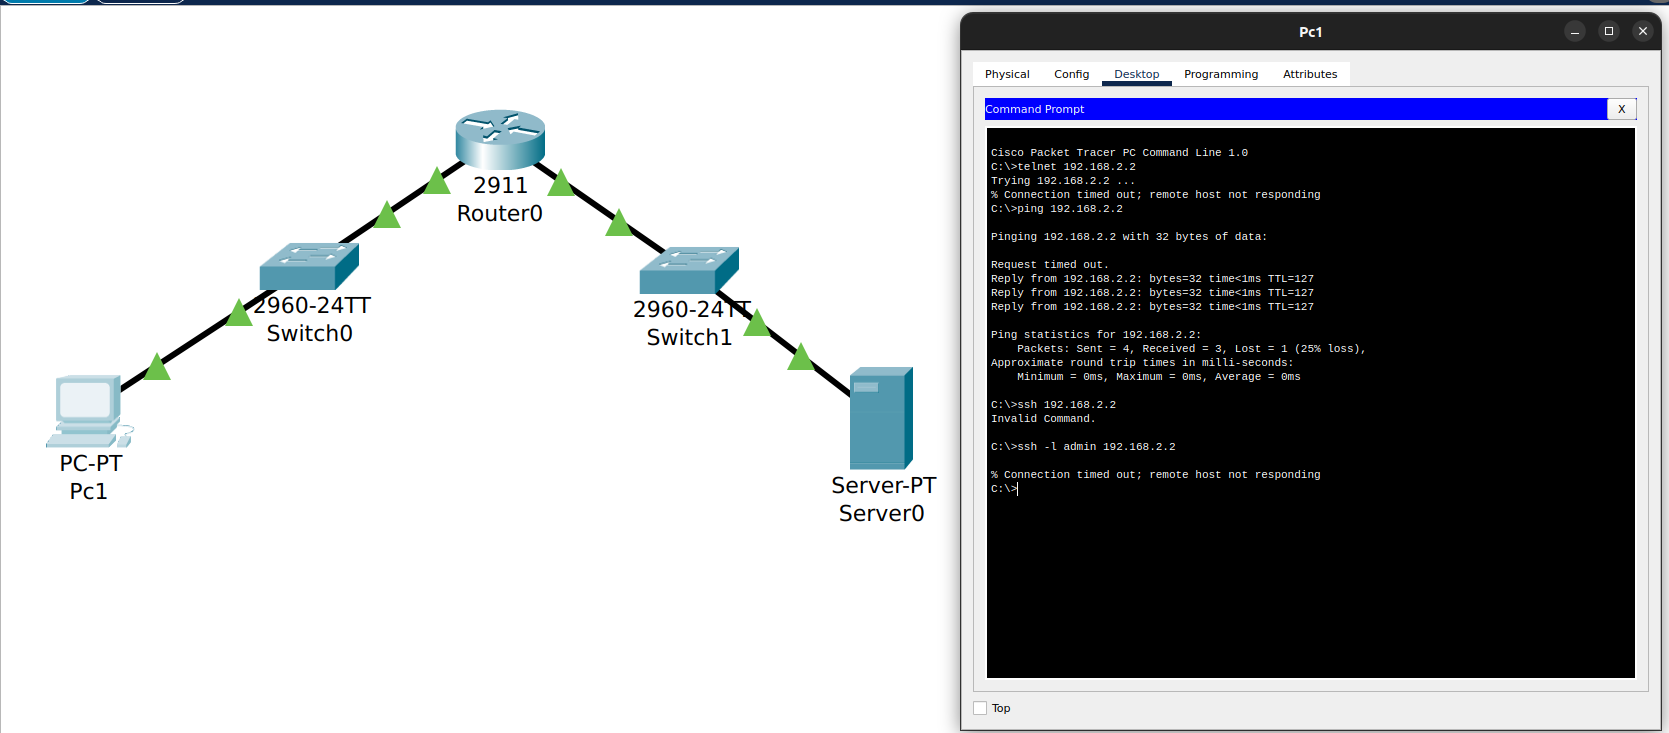 2911
Router0
2960-24TT
Switch0
2960-24TT
Switch1
PC-PT
Pc1
Server-PT
Server0
Pc1
Physical Config Desktop Programming Attributes
Command Prompt X
Cisco Packet Tracer PC Command Line 1.0
C:\>telnet 192.168.2.2
Trying 192.168.2.2 ...
% Connection timed out; remote host not responding
C:\>ping 192.168.2.2
Pinging 192.168.2.2 with 32 bytes of data:
Request timed out.
Reply from 192.168.2.2: bytes=32 time<1ms TTL=127
Reply from 192.168.2.2: bytes=32 time<1ms TTL=127
Reply from 192.168.2.2: bytes=32 time<1ms TTL=127
Ping statistics for 192.168.2.2:
Packets: Sent = 4, Received = 3, Lost = 1 (25% loss),
Approximate round trip times in milli-seconds:
Minimum = 0ms, Maximum = 0ms, Average = 0ms
C:\>ssh 192.168.2.2
Invalid Command.
C:\>ssh -l admin 192.168.2.2
% Connection timed out; remote host not responding
C:\>
Top